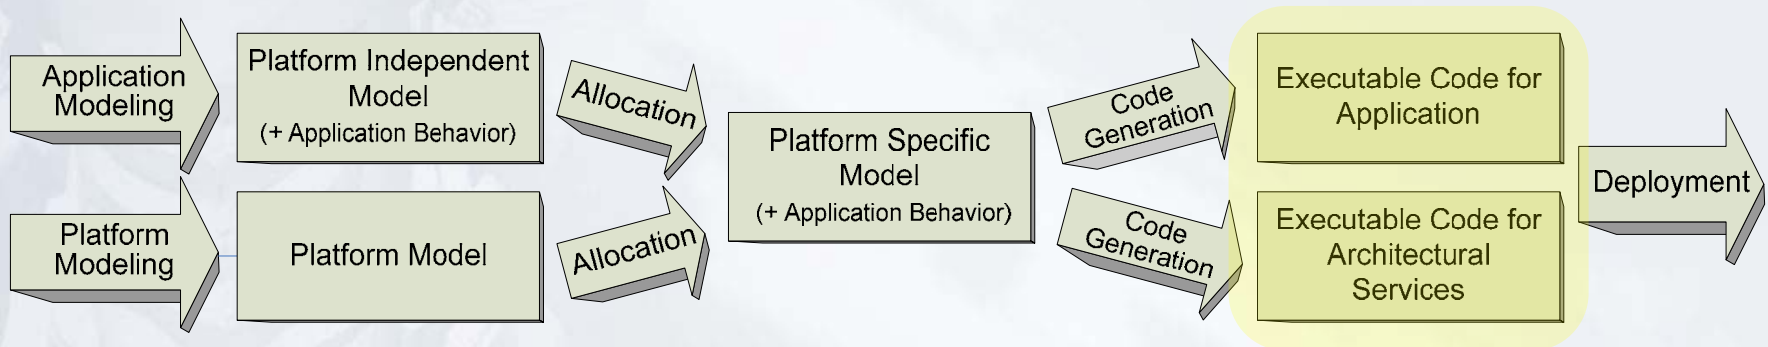 Application
Modeling
Platform Independent
Model
(+ Application Behavior)
Allocation
Platform
Modeling
Platform Model
Allocation
Platform Specific
Model
(+ Application Behavior)
Code
Generation
Executable Code for
Application
Code
Generation
Executable Code for
Architectural
Services
Deployment